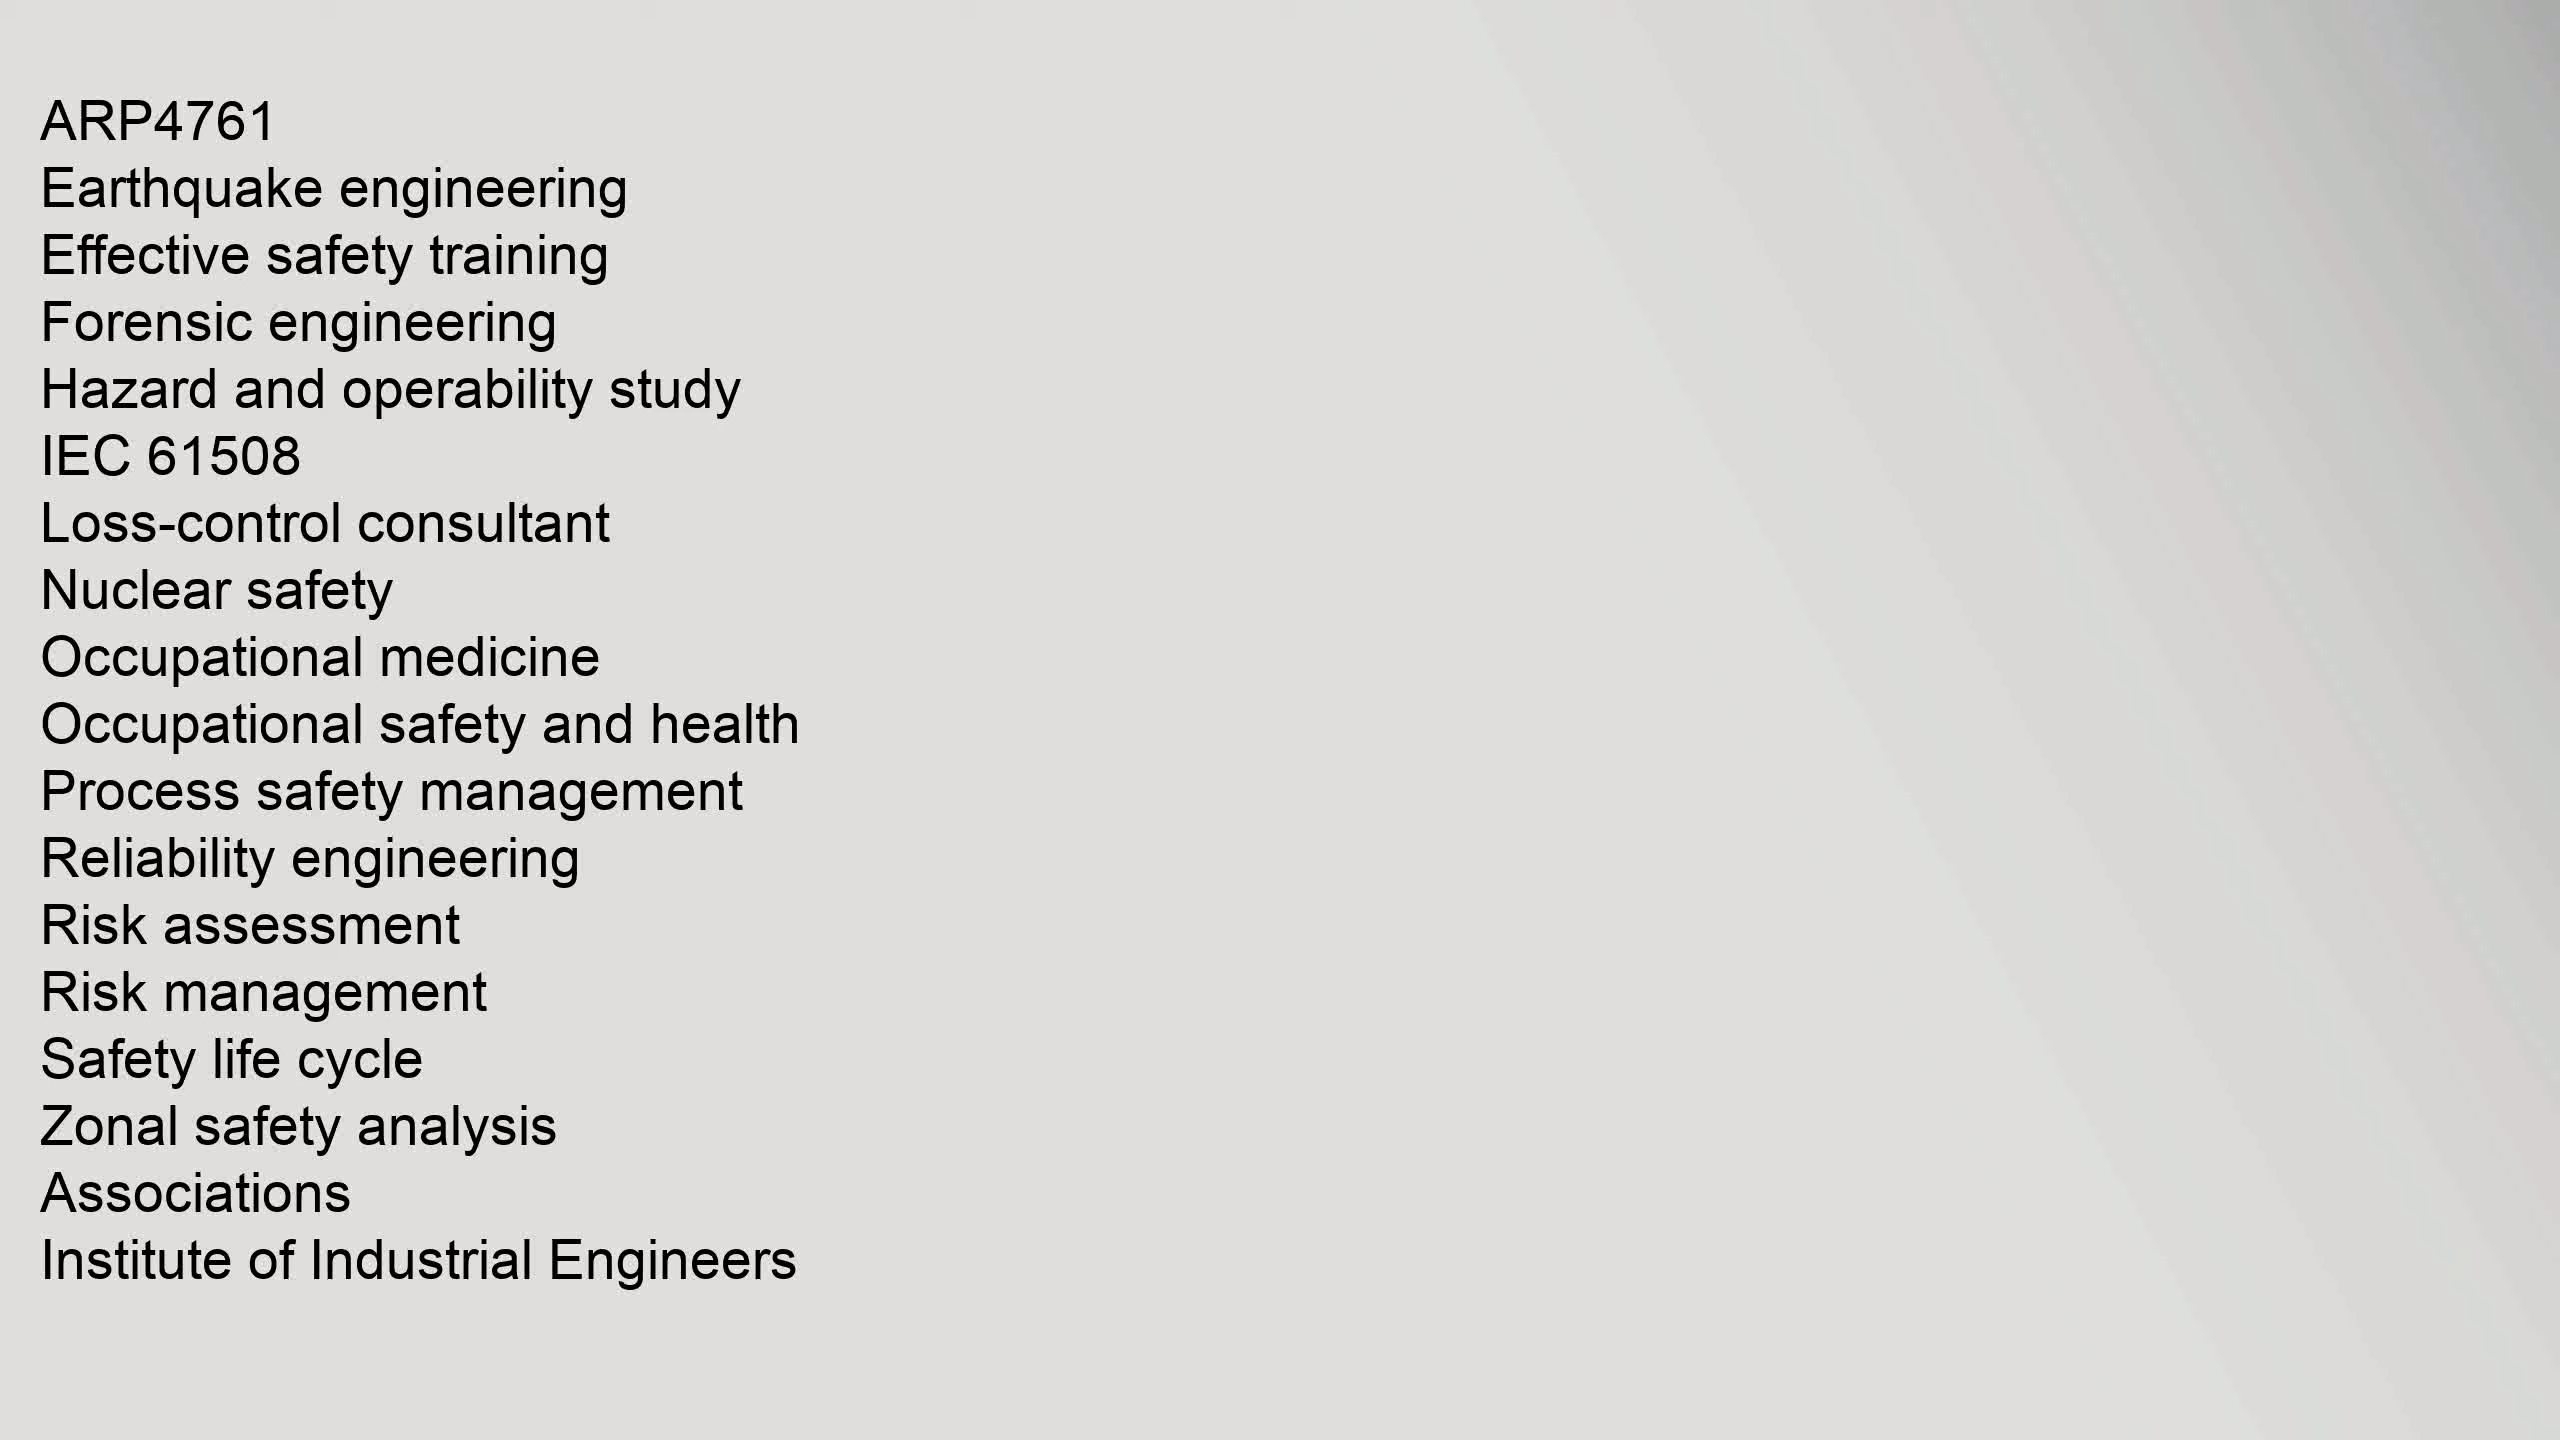 ARP4761
Earthquake engineering
Effective safety training
Forensic engineering
Hazard and operability study
IEC 61508
Loss-control consultant
Nuclear safety
Occupational medicine
Occupational safety and health
Process safety management
Reliability engineering
Risk assessment
Risk management
Safety life cycle
Zonal safety analysis
Associations
Institute of Industrial Engineers